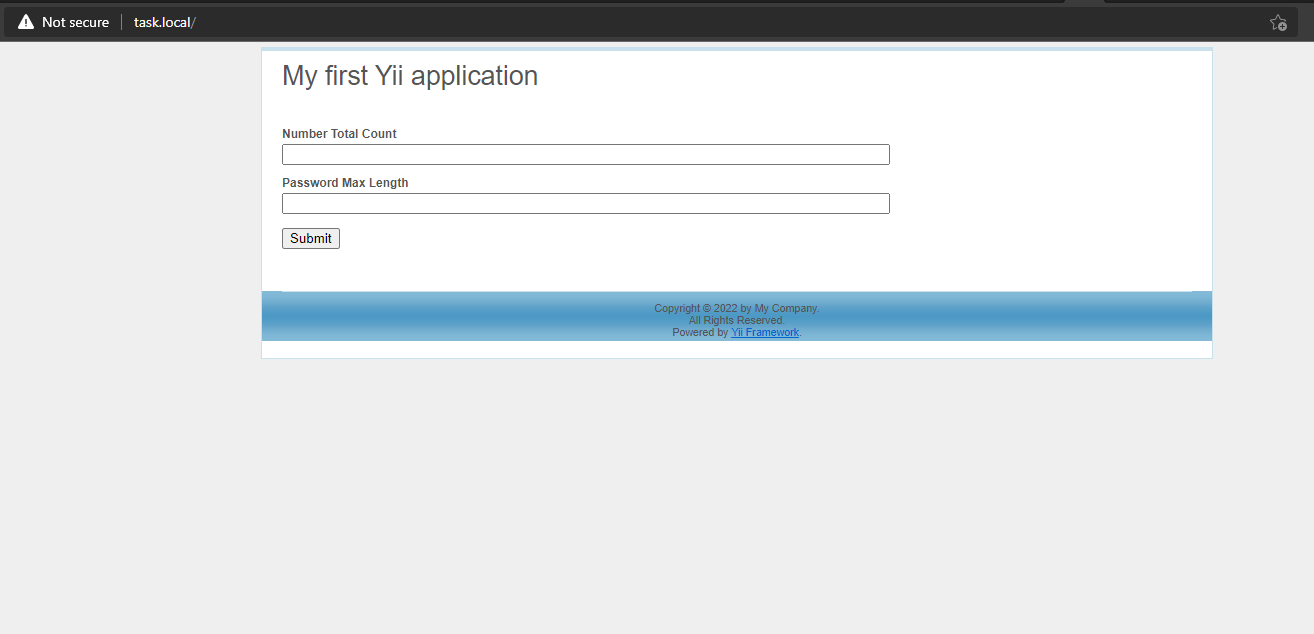 Not secure task.local/
My first Yii application
Number Total Count
Password Max Length
Submit
Copyright © 2022 by My Company.
All Rights Reserved.
Powered by Yii Framework.